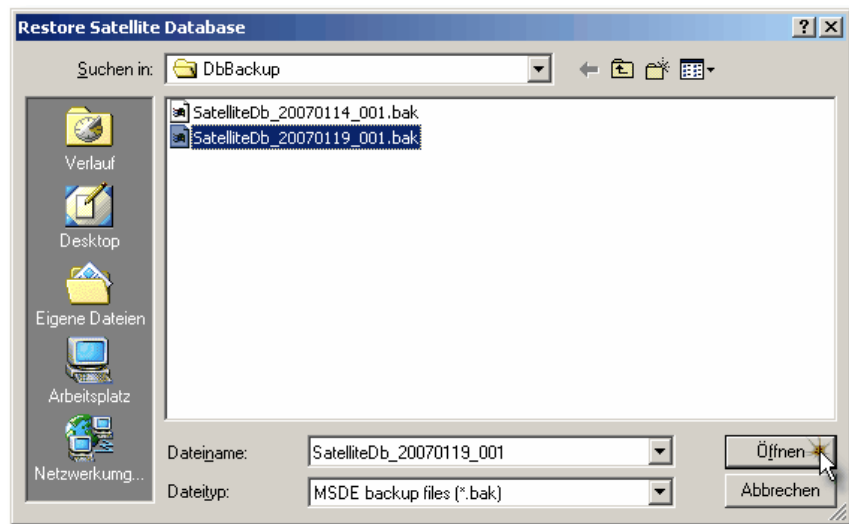 Restore Satellite Database
Suchen in:
DbBackup
SatelliteDb_20070114_001.bak
SatelliteDb_20070119_001.bak
Verlauf
Desktop
Eigene Dateien
Arbeitsplatz
Netzwerkumg...
Dateiname:
SatelliteDb_20070119_001
Öffnen
Dateityp:
MSDE backup files (*.bak)
Abbrechen